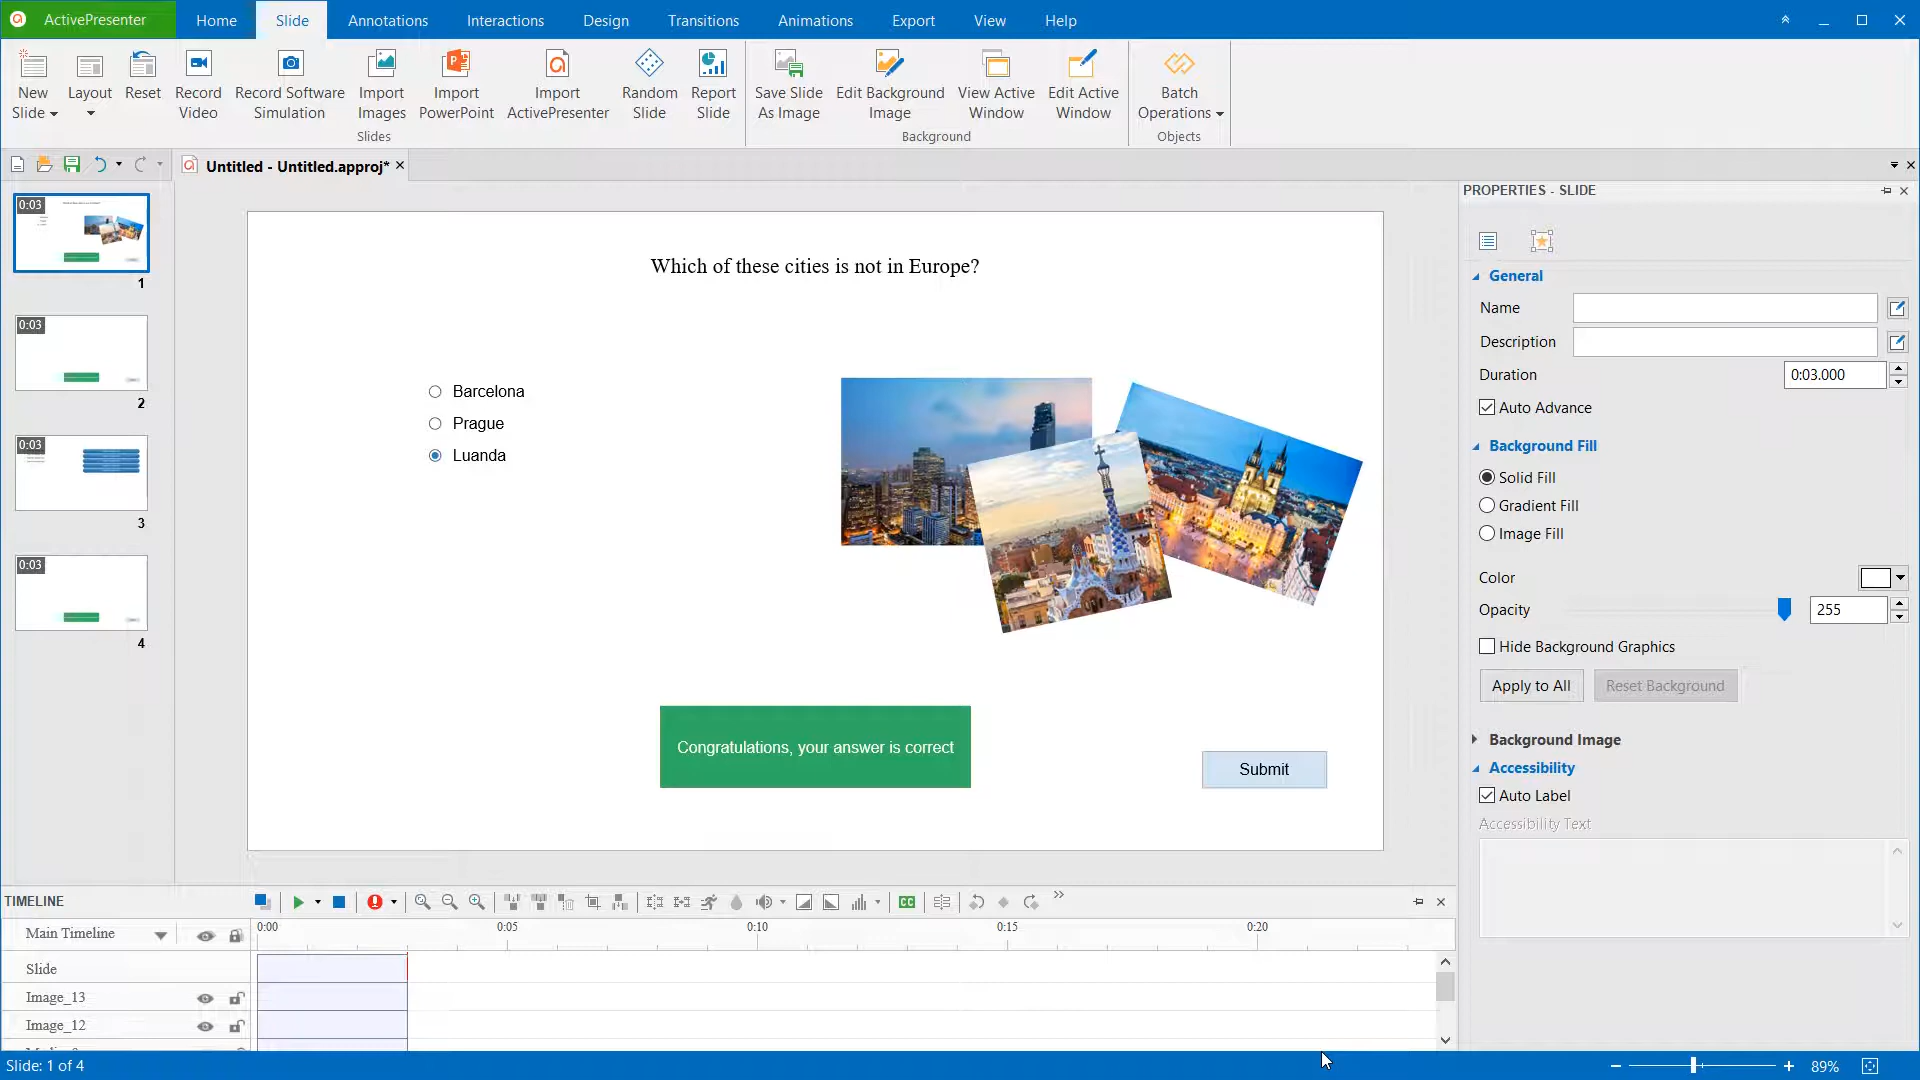 ActivePresenter
Home
Slide
Annotations
Interactions
Design
Transitions
Animations
Export
View
Help
New Slide
Layout
Reset
Record Video
Record Software Simulation
Import Images
Import PowerPoint
Import ActivePresenter
Random Slide
Report Slide
Save Slide As Image
Edit Background Image
View Active Window
Edit Active Window
Batch Operations
Slides
Background
Objects
Untitled - Untitled.approj*
PROPERTIES - SLIDE
0:03
1
0:03
2
0:03
3
0:03
4
Which of these cities is not in Europe?
Barcelona
Prague
Luanda
Congratulations, your answer is correct
Submit
General
Name
Description
Duration
0:03.000
Auto Advance
Background Fill
Solid Fill
Gradient Fill
Image Fill
Color
Opacity
255
Hide Background Graphics
Apply to All
Reset Background
Background Image
Accessibility
Auto Label
Accessibility Text
TIMELINE
CC
Main Timeline
0:00
0:05
0:10
0:15
0:20
Slide
Image_13
Image_12
Slide: 1 of 4
89%